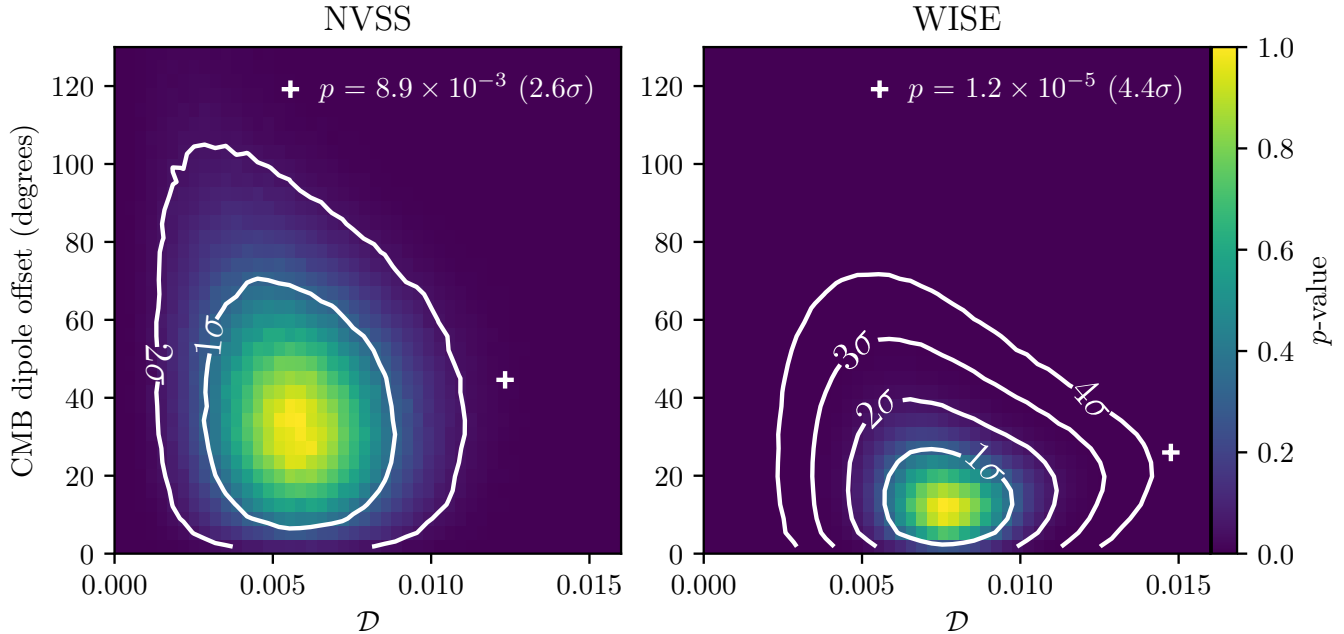 NVSS
WISE
CMB dipole offset (degrees)
120
100
80
60
40
20
0
0.000
0.005
0.010
0.015
𝒟
p = 8.9 × 10⁻³ (2.6σ)
1σ
2σ
0.000
0.005
0.010
0.015
𝒟
p = 1.2 × 10⁻⁵ (4.4σ)
3σ
4σ
2σ
1σ
1.0
0.8
0.6
0.4
0.2
0.0
p-value